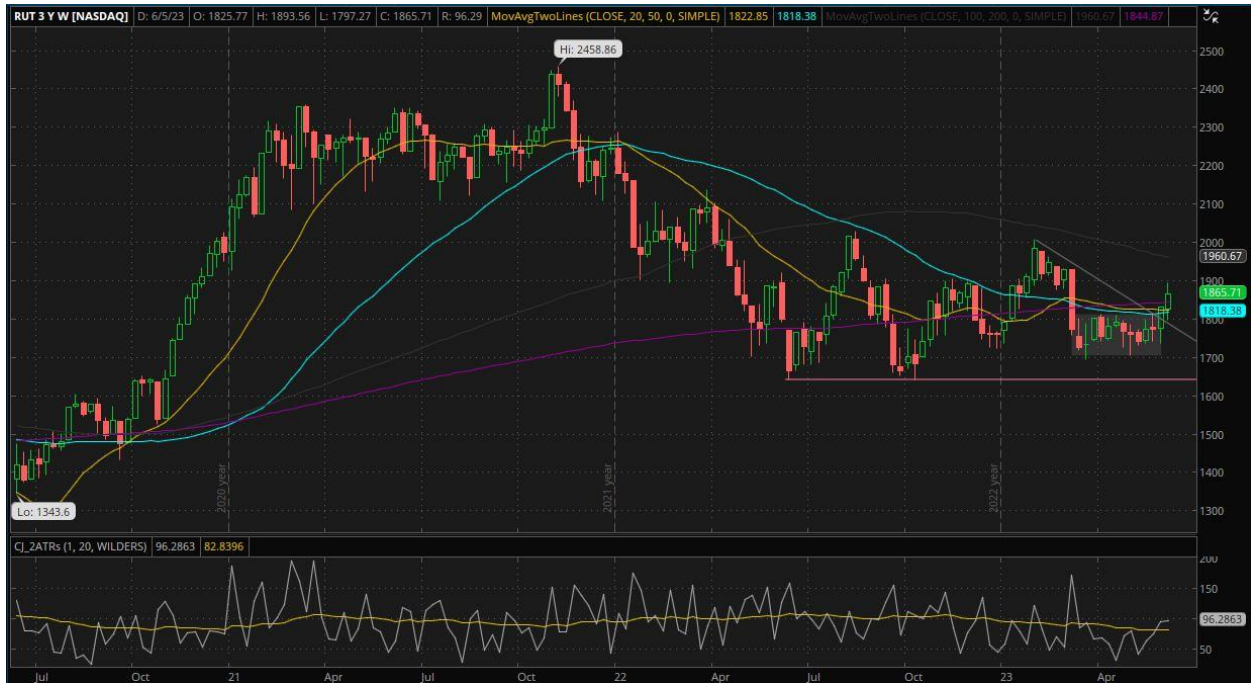 RUT 3 Y W [NASDAQ] D: 6/5/23 O: 1825.77 H: 1893.56 L: 1797.27 C: 1865.71 R: 96.29 MovAvgTwoLines (CLOSE, 20, 50, 0, SIMPLE) 1822.85 1818.38 MovAvgTwoLines (CLOSE, 100, 200, 0, SIMPLE) 1960.67 1844.87
Hi: 2458.86
2500
2400
2300
2200
2100
2000
1960.67
1900
1865.71
1818.38
1800
1700
1600
1500
1400
1300
2020 year
2021 year
2022 year
Lo: 1343.6
CJ_2ATRs (1, 20, WILDERS) 96.2863 82.8396
200
150
96.2863
50
Jul Oct 21 Apr Jul Oct 22 Apr Jul Oct 23 Apr